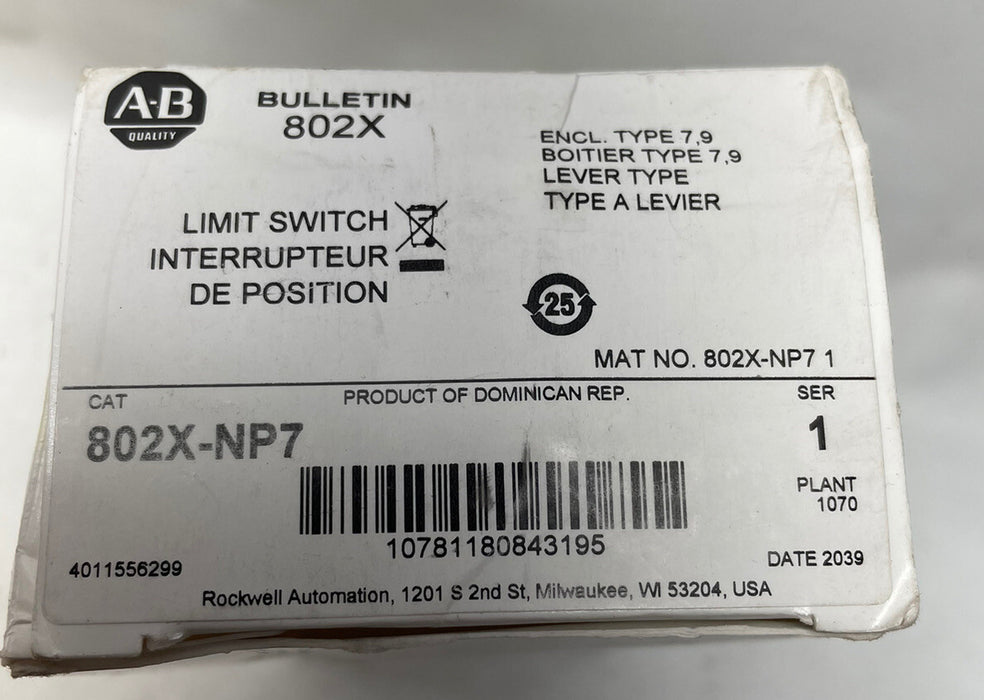 A-B
QUALITY
BULLETIN
802X
ENCL. TYPE 7,9
BOITIER TYPE 7,9
LEVER TYPE
TYPE A LEVIER
LIMIT SWITCH
INTERRUPTEUR
DE POSITION
25
MAT NO. 802X-NP7 1
CAT
PRODUCT OF DOMINICAN REP.
SER
802X-NP7
1
PLANT
1070
10781180843195
4011556299
DATE 2039
Rockwell Automation, 1201 S 2nd St, Milwaukee, WI 53204, USA